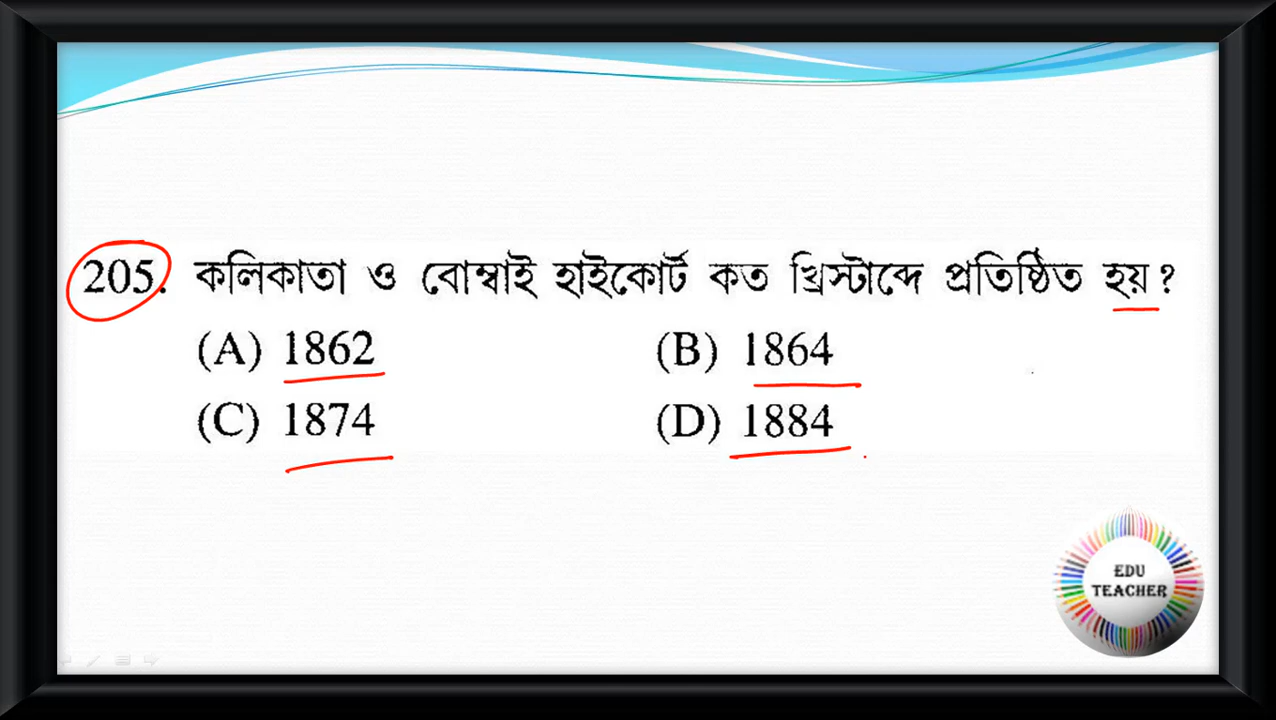 205. কলিকাতা ও বোম্বাই হাইকোর্ট কত খ্রিস্টাব্দে প্রতিষ্ঠিত হয় ?
(A) 1862 (B) 1864
(C) 1874 (D) 1884
EDU
TEACHER